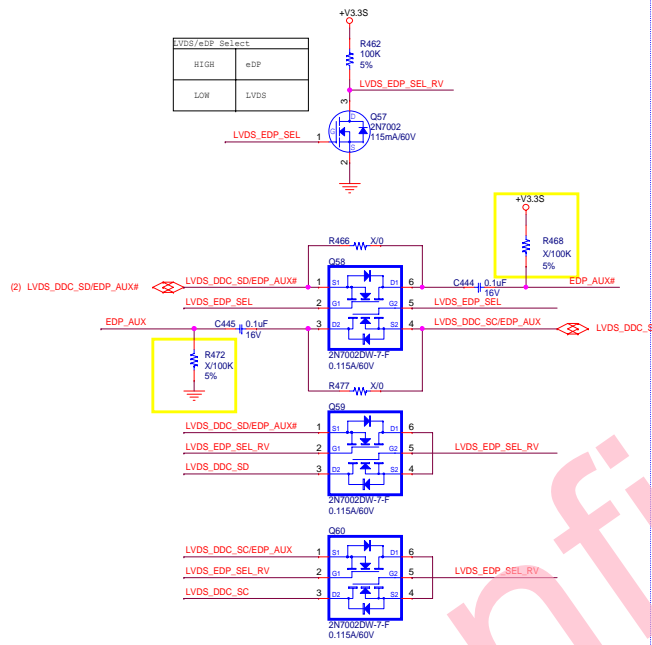 +V3.3S
LVDS/eDP Select
HIGH eDP
LOW LVDS
R462
100K
5%
LVDS_EDP_SEL_RV
3
D
Q57
2N7002
115mA/60V
G
S
LVDS_EDP_SEL
1
2
+V3.3S
R468
X/100K
5%
R466 X/0
Q58
(2) LVDS_DDC_SD/EDP_AUX#
LVDS_DDC_SD/EDP_AUX#
1 S1 D1 6
C444 0.1uF
16V
EDP_AUX#
LVDS_EDP_SEL
2 G1 G2 5
LVDS_EDP_SEL
EDP_AUX
C445 0.1uF
16V
3 D2 S2 4
LVDS_DDC_SC/EDP_AUX
LVDS_DDC_S
R472
X/100K
5%
2N7002DW-7-F
0.115A/60V
R477 X/0
Q59
LVDS_DDC_SD/EDP_AUX#
1 S1 D1 6
LVDS_EDP_SEL_RV
2 G1 G2 5
LVDS_EDP_SEL_RV
LVDS_DDC_SD
3 D2 S2 4
2N7002DW-7-F
0.115A/60V
Q60
LVDS_DDC_SC/EDP_AUX
1 S1 D1 6
LVDS_EDP_SEL_RV
2 G1 G2 5
LVDS_EDP_SEL_RV
LVDS_DDC_SC
3 D2 S2 4
2N7002DW-7-F
0.115A/60V
nfi